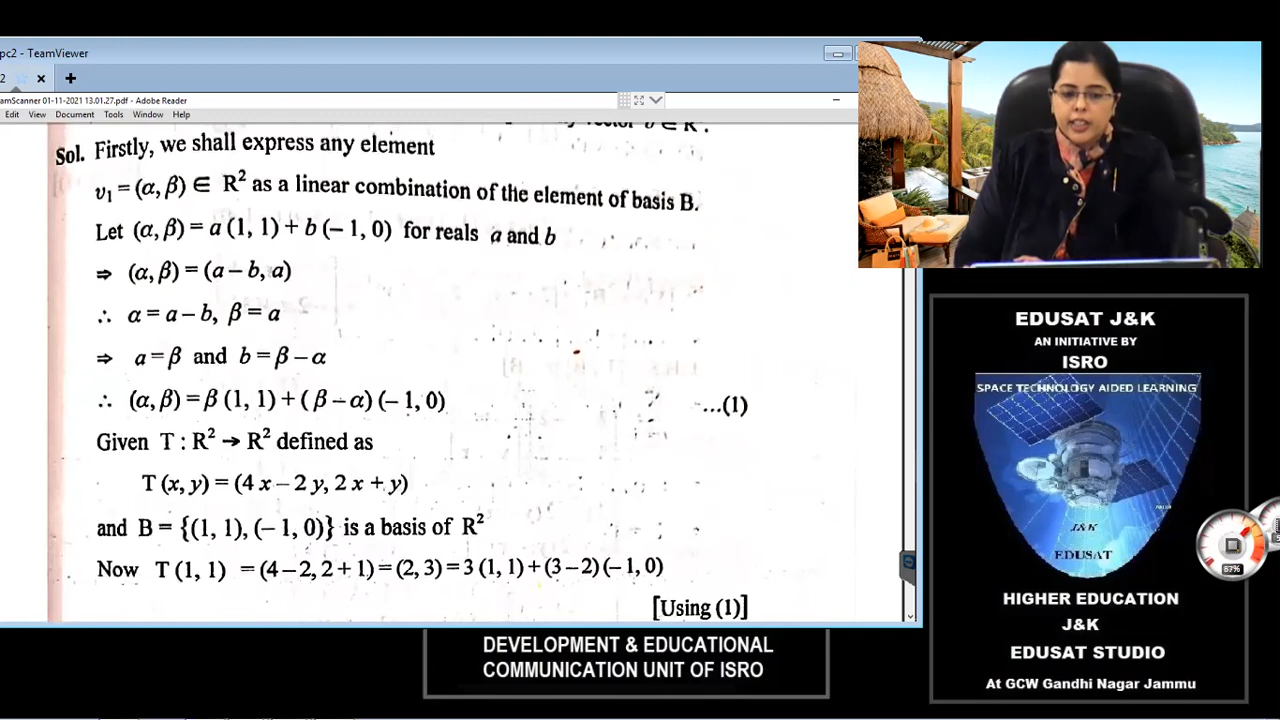 pc2 - TeamViewer
2
amScanner 01-11-2021 13.01.27.pdf - Adobe Reader
Edit View Document Tools Window Help
Sol. Firstly, we shall express any element
υ₁ = (α, β) ∈ R² as a linear combination of the element of basis B.
Let (α, β) = a (1, 1) + b (– 1, 0) for reals a and b
⇒ (α, β) = (a – b, a)
∴ α = a – b, β = a
⇒ a = β and b = β – α
∴ (α, β) = β (1, 1) + ( β – α) (– 1, 0) ...(1)
Given T : R² → R² defined as
T (x, y) = (4 x – 2 y, 2 x + y)
and B = {(1, 1), (– 1, 0)} is a basis of R²
Now T (1, 1) = (4 – 2, 2 + 1) = (2, 3) = 3 (1, 1) + (3 – 2) (– 1, 0)
[Using (1)]
EDUSAT J&K
AN INITIATIVE BY
ISRO
SPACE TECHNOLOGY AIDED LEARNING
J&K
EDUSAT
87%
HIGHER EDUCATION
J&K
EDUSAT STUDIO
At GCW Gandhi Nagar Jammu
DEVELOPMENT & EDUCATIONAL
COMMUNICATION UNIT OF ISRO